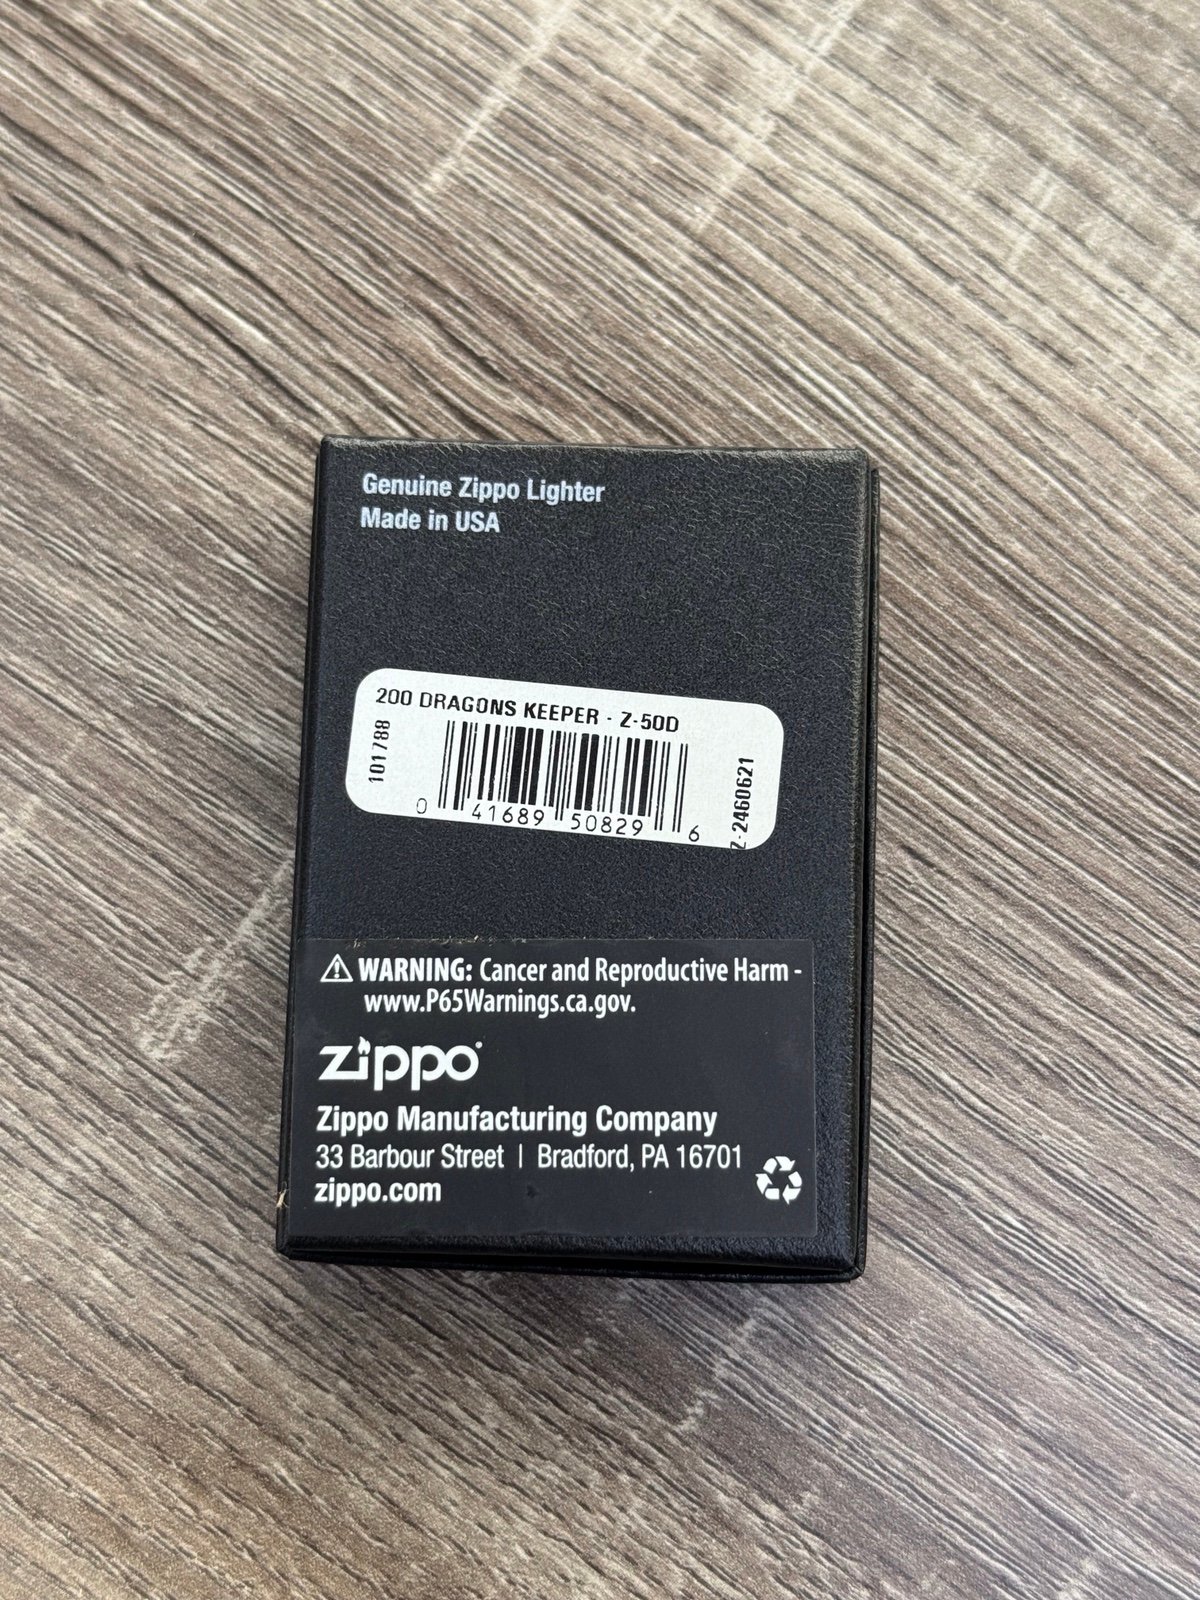 Genuine Zippo Lighter
Made in USA
200 DRAGONS KEEPER - Z-50D
101788
0 41689 50829 6
Z-2460621
⚠ WARNING: Cancer and Reproductive Harm -
www.P65Warnings.ca.gov.
zippo®
Zippo Manufacturing Company
33 Barbour Street | Bradford, PA 16701
zippo.com